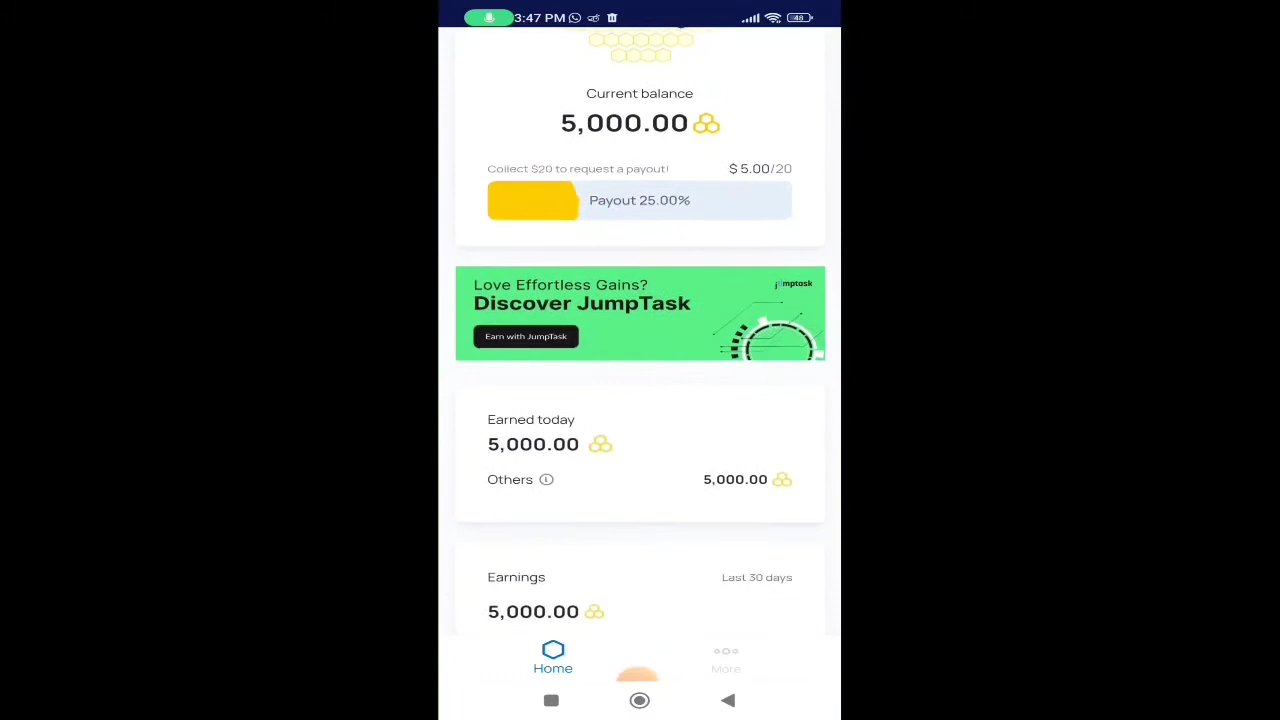 3:47 PM
48
Current balance
5,000.00
Collect $20 to request a payout!
$ 5.00/20
Payout 25.00%
Love Effortless Gains?
jumptask
Discover JumpTask
Earn with JumpTask
Earned today
5,000.00
Others
5,000.00
Earnings
Last 30 days
5,000.00
Home
More